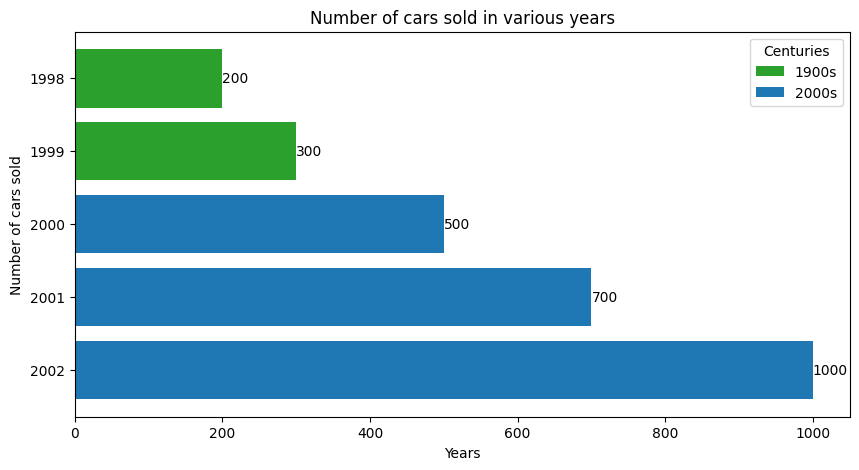 Number of cars sold in various years
Centuries
1900s
2000s
Number of cars sold
1998
200
1999
300
2000
500
2001
700
2002
1000
0
200
400
600
800
1000
Years